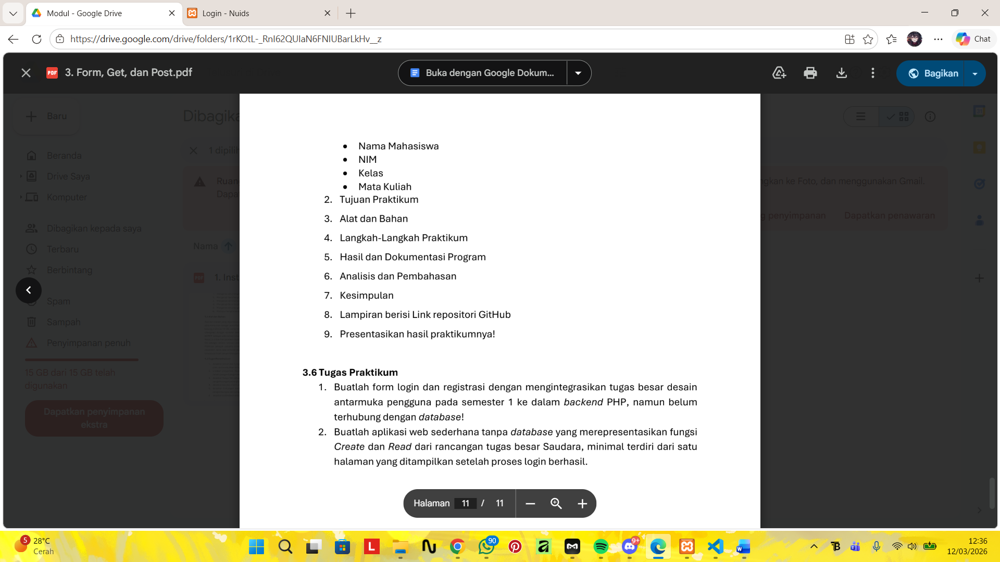 Modul - Google Drive
Login - Nuids
https://drive.google.com/drive/folders/1rKOtL-_RnI62QUIaN6FNIUBarLkHv__z
Chat
PDF
3. Form, Get, dan Post.pdf
Buka dengan Google Dokum...
Bagikan
Baru
Dibagika
Beranda
Drive Saya
Komputer
Dibagikan kepada saya
Terbaru
Berbintang
Spam
Sampah
Penyimpanan penuh
15 GB dari 15 GB telah
digunakan
Dapatkan penyimpanan
ekstra
1 dipilih
Ruan
Dapa
ngkan ke Foto, dan menggunakan Gmail.
g penyimpanan
Dapatkan penawaran
Nama
1. Inst
• Nama Mahasiswa
• NIM
• Kelas
• Mata Kuliah
2. Tujuan Praktikum
3. Alat dan Bahan
4. Langkah-Langkah Praktikum
5. Hasil dan Dokumentasi Program
6. Analisis dan Pembahasan
7. Kesimpulan
8. Lampiran berisi Link repositori GitHub
9. Presentasikan hasil praktikumnya!
3.6 Tugas Praktikum
1. Buatlah form login dan registrasi dengan mengintegrasikan tugas besar desain
antarmuka pengguna pada semester 1 ke dalam backend PHP, namun belum
terhubung dengan database!
2. Buatlah aplikasi web sederhana tanpa database yang merepresentasikan fungsi
Create dan Read dari rancangan tugas besar Saudara, minimal terdiri dari satu
halaman yang ditampilkan setelah proses login berhasil.
Halaman 11 / 11
5
28°C
Cerah
90
9+
12:36
12/03/2026